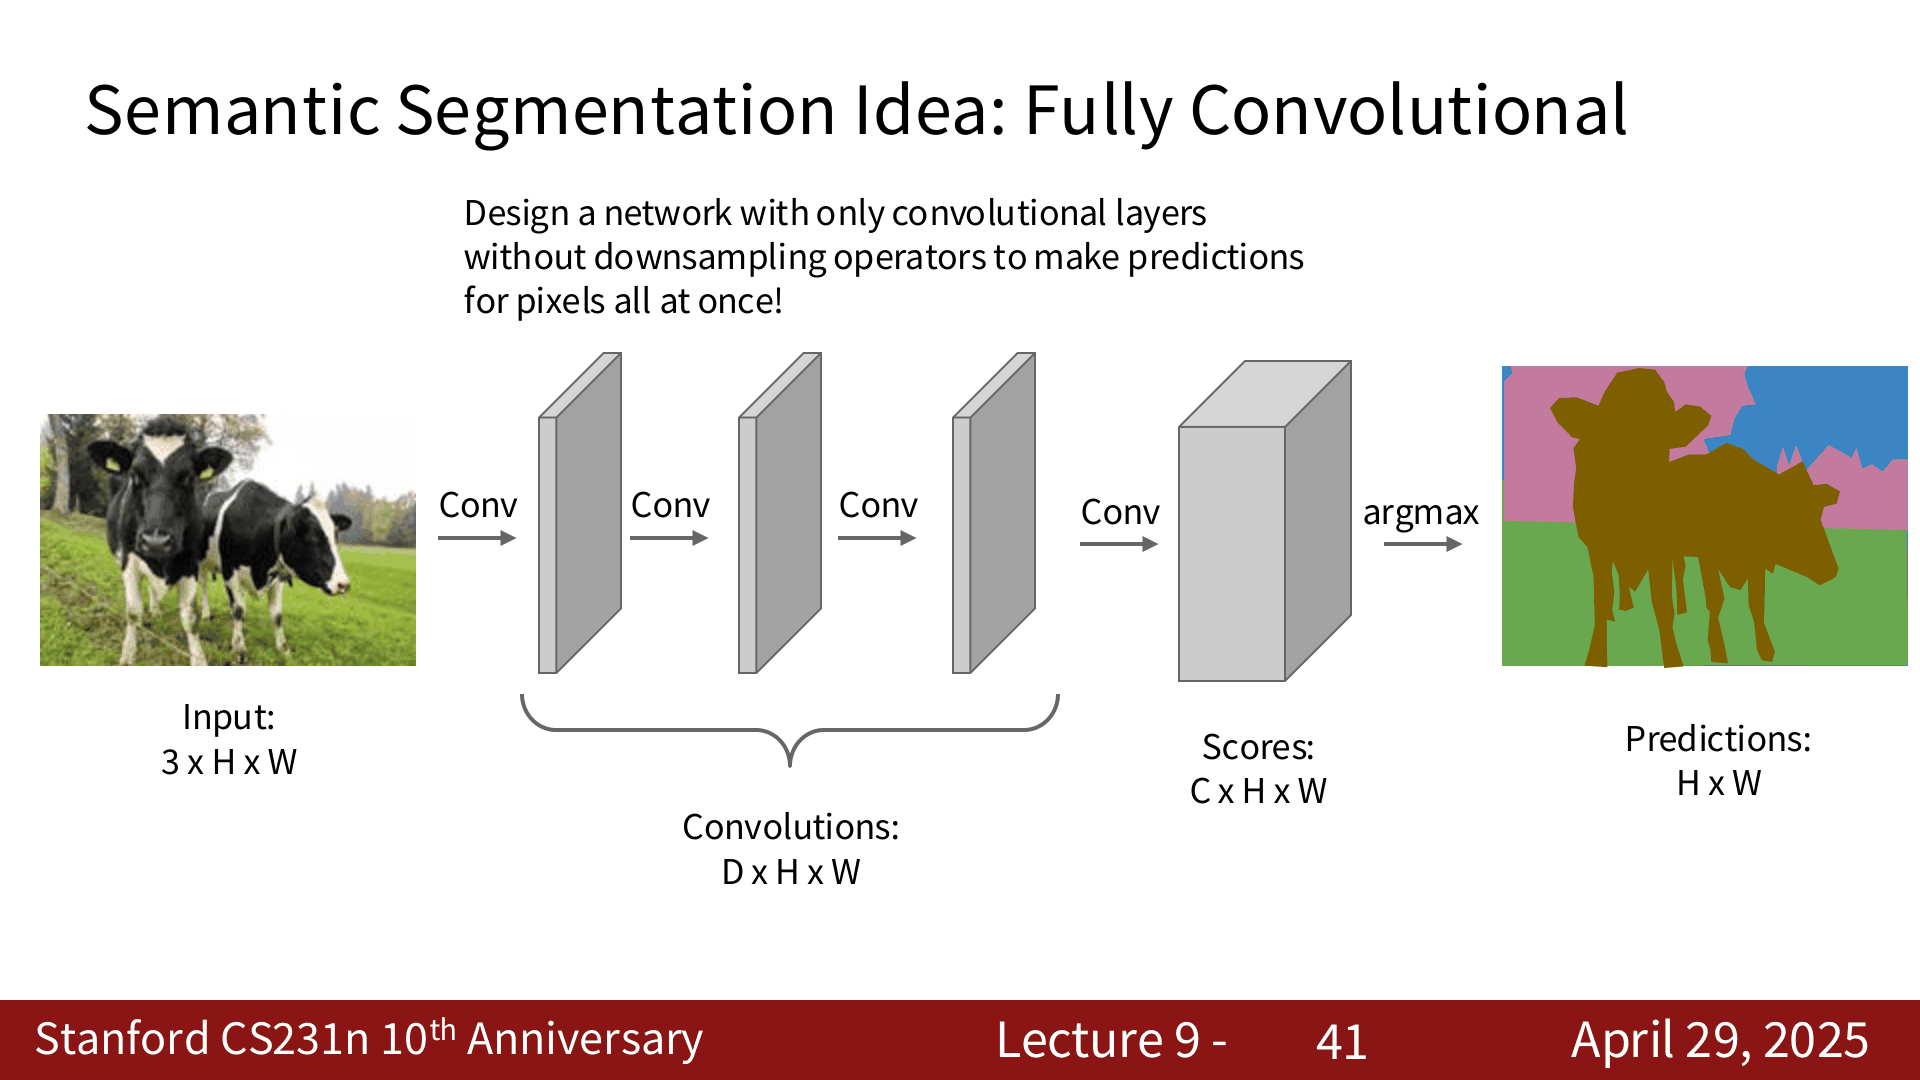 Semantic Segmentation Idea: Fully Convolutional
Design a network with only convolutional layers
without downsampling operators to make predictions
for pixels all at once!
Conv
Conv
Conv
Conv
argmax
Input:
3 x H x W
Convolutions:
D x H x W
Scores:
C x H x W
Predictions:
H x W
Stanford CS231n 10th Anniversary
Lecture 9 - 41
April 29, 2025